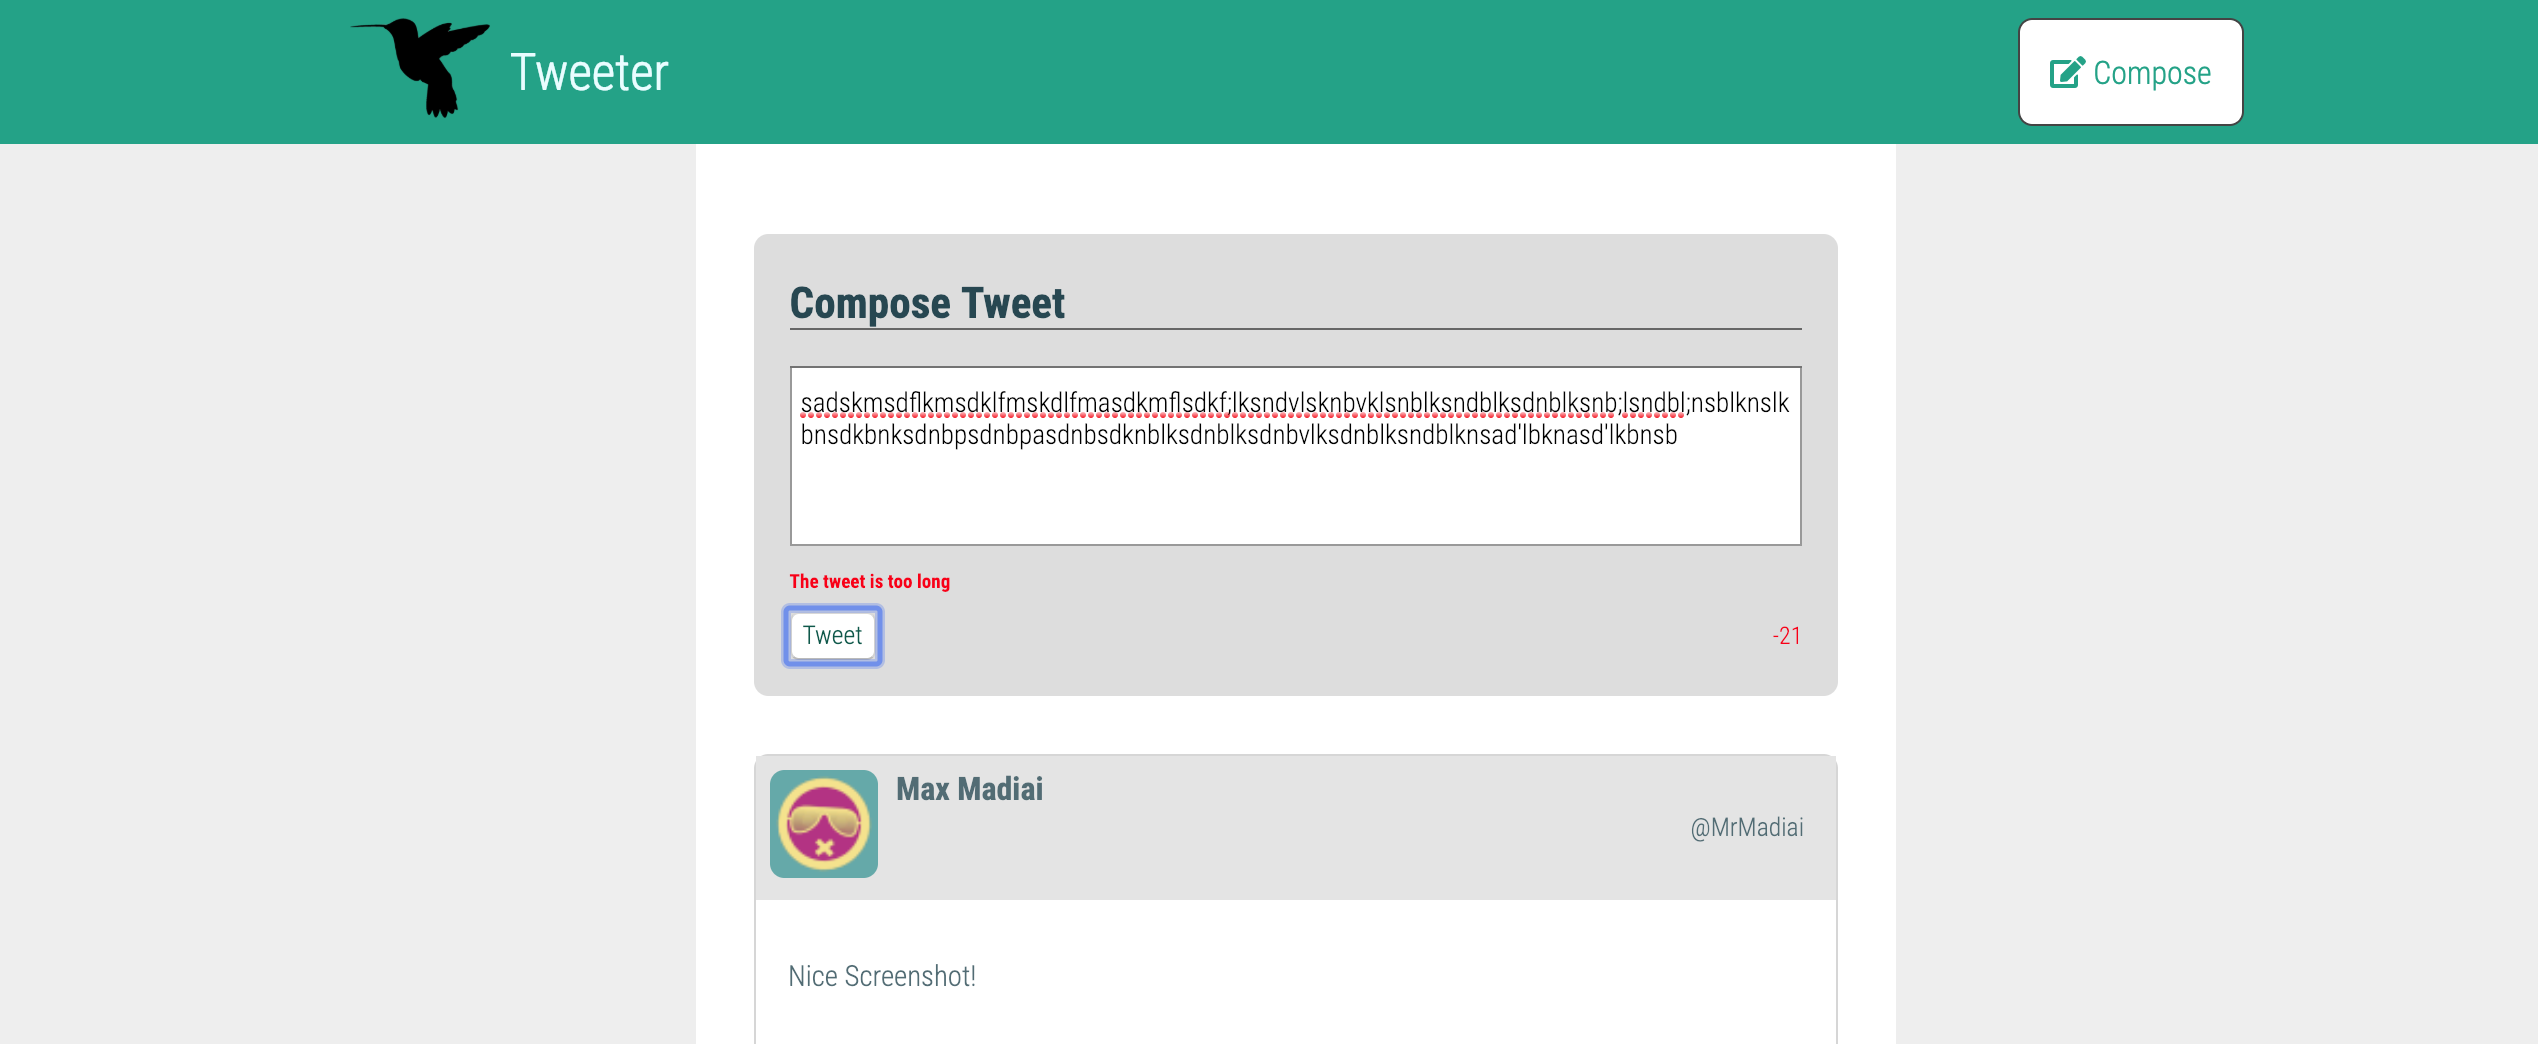 Tweeter
Compose
Compose Tweet
sadskmsdflkmsdklfmskdlfmasdkmflsdkf;lksndvlsknbvklsnblksndblksdnblksnb;lsndbl;nsblknslk
bnsdkbnksdnbpsdnbpasdnbsdknblksdnblksdnbvlksdnblksndblknsad'lbknasd'lkbnsb
The tweet is too long
Tweet
-21
Max Madiai
@MrMadiai
Nice Screenshot!